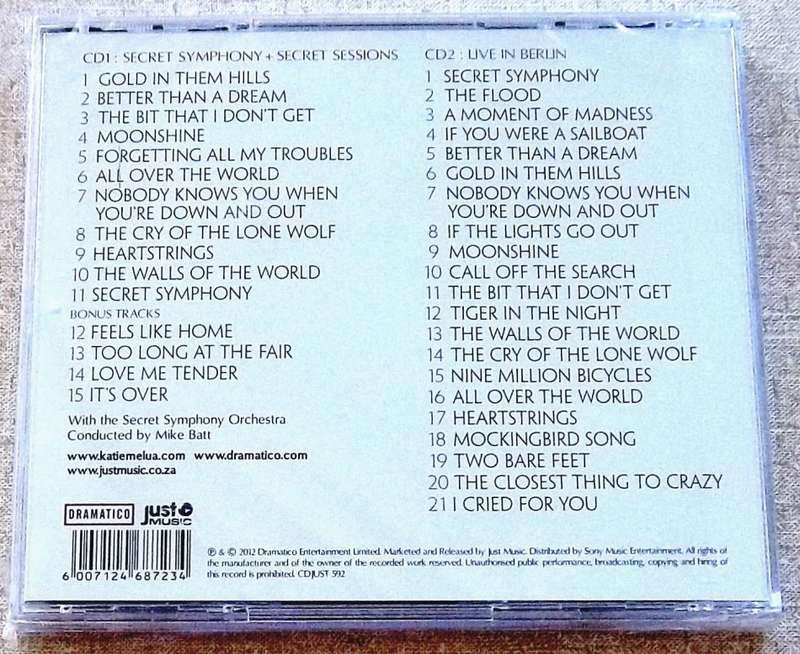 CD1 : SECRET SYMPHONY + SECRET SESSIONS
1 GOLD IN THEM HILLS
2 BETTER THAN A DREAM
3 THE BIT THAT I DON'T GET
4 MOONSHINE
5 FORGETTING ALL MY TROUBLES
6 ALL OVER THE WORLD
7 NOBODY KNOWS YOU WHEN
YOU'RE DOWN AND OUT
8 THE CRY OF THE LONE WOLF
9 HEARTSTRINGS
10 THE WALLS OF THE WORLD
11 SECRET SYMPHONY
BONUS TRACKS
12 FEELS LIKE HOME
13 TOO LONG AT THE FAIR
14 LOVE ME TENDER
15 IT'S OVER
With the Secret Symphony Orchestra
Conducted by Mike Batt
www.katiemelua.com www.dramatico.com
www.justmusic.co.za
CD2 : LIVE IN BERLIN
1 SECRET SYMPHONY
2 THE FLOOD
3 A MOMENT OF MADNESS
4 IF YOU WERE A SAILBOAT
5 BETTER THAN A DREAM
6 GOLD IN THEM HILLS
7 NOBODY KNOWS YOU WHEN
YOU'RE DOWN AND OUT
8 IF THE LIGHTS GO OUT
9 MOONSHINE
10 CALL OFF THE SEARCH
11 THE BIT THAT I DON'T GET
12 TIGER IN THE NIGHT
13 THE WALLS OF THE WORLD
14 THE CRY OF THE LONE WOLF
15 NINE MILLION BICYCLES
16 ALL OVER THE WORLD
17 HEARTSTRINGS
18 MOCKINGBIRD SONG
19 TWO BARE FEET
20 THE CLOSEST THING TO CRAZY
21 I CRIED FOR YOU
DRAMATICO
just MUSIC
6 007124 687234
℗ & © 2012 Dramatico Entertainment Limited. Marketed and Released by Just Music. Distributed by Sony Music Entertainment. All rights of
the manufacturer and of the owner of the recorded work reserved. Unauthorised public performance, broadcasting, copying and hiring of
this record is prohibited. CDJUST 592